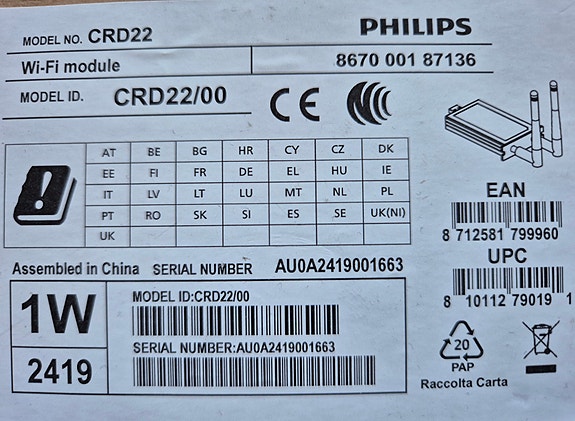 MODEL NO. CRD22 PHILIPS
Wi-Fi module 8670 001 87136
MODEL ID. CRD22/00 CE
AT BE BG HR CY CZ DK
EE FI FR DE EL HU IE
IT LV LT LU MT NL PL
PT RO SK SI ES SE UK(NI)
UK
EAN
8 712581 799960
UPC
8 10112 79019 1
Assembled in China SERIAL NUMBER AU0A2419001663
1W
2419
MODEL ID:CRD22/00
SERIAL NUMBER:AU0A2419001663
20
PAP
Raccolta Carta